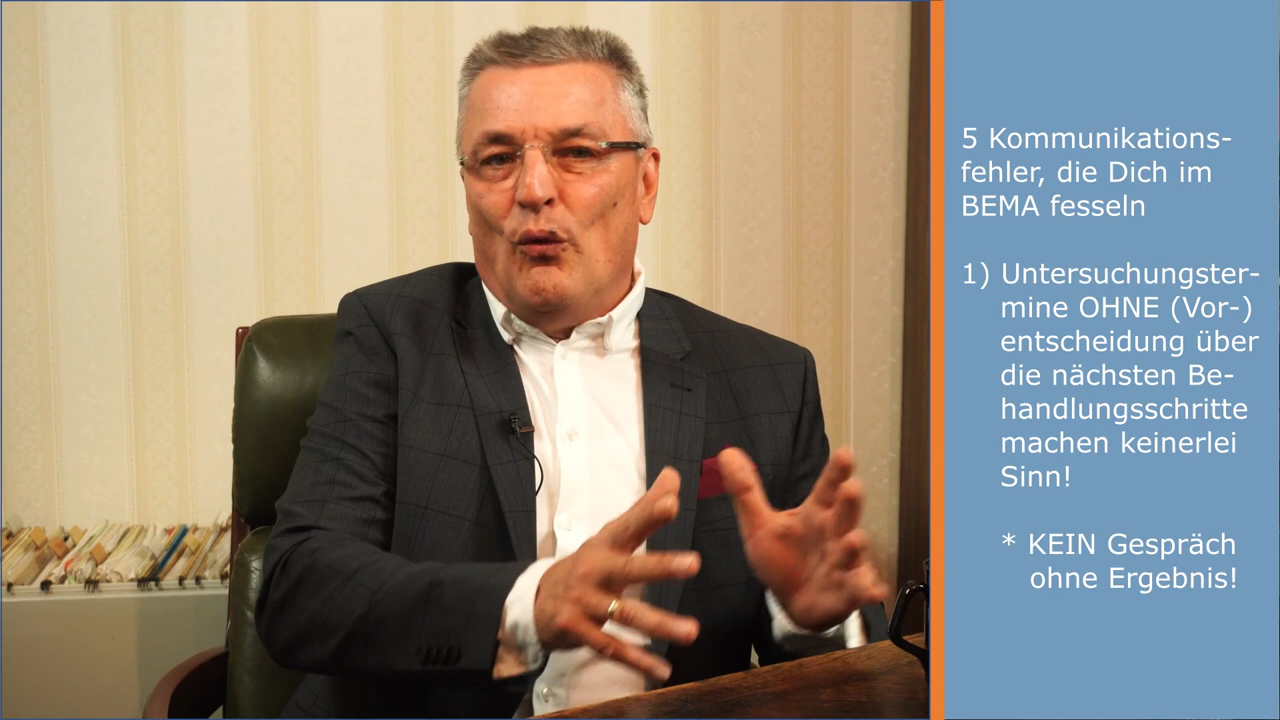 5 Kommunikations-
fehler, die Dich im
BEMA fesseln
1) Untersuchungster-
mine OHNE (Vor-)
entscheidung über
die nächsten Be-
handlungsschritte
machen keinerlei
Sinn!
* KEIN Gespräch
ohne Ergebnis!